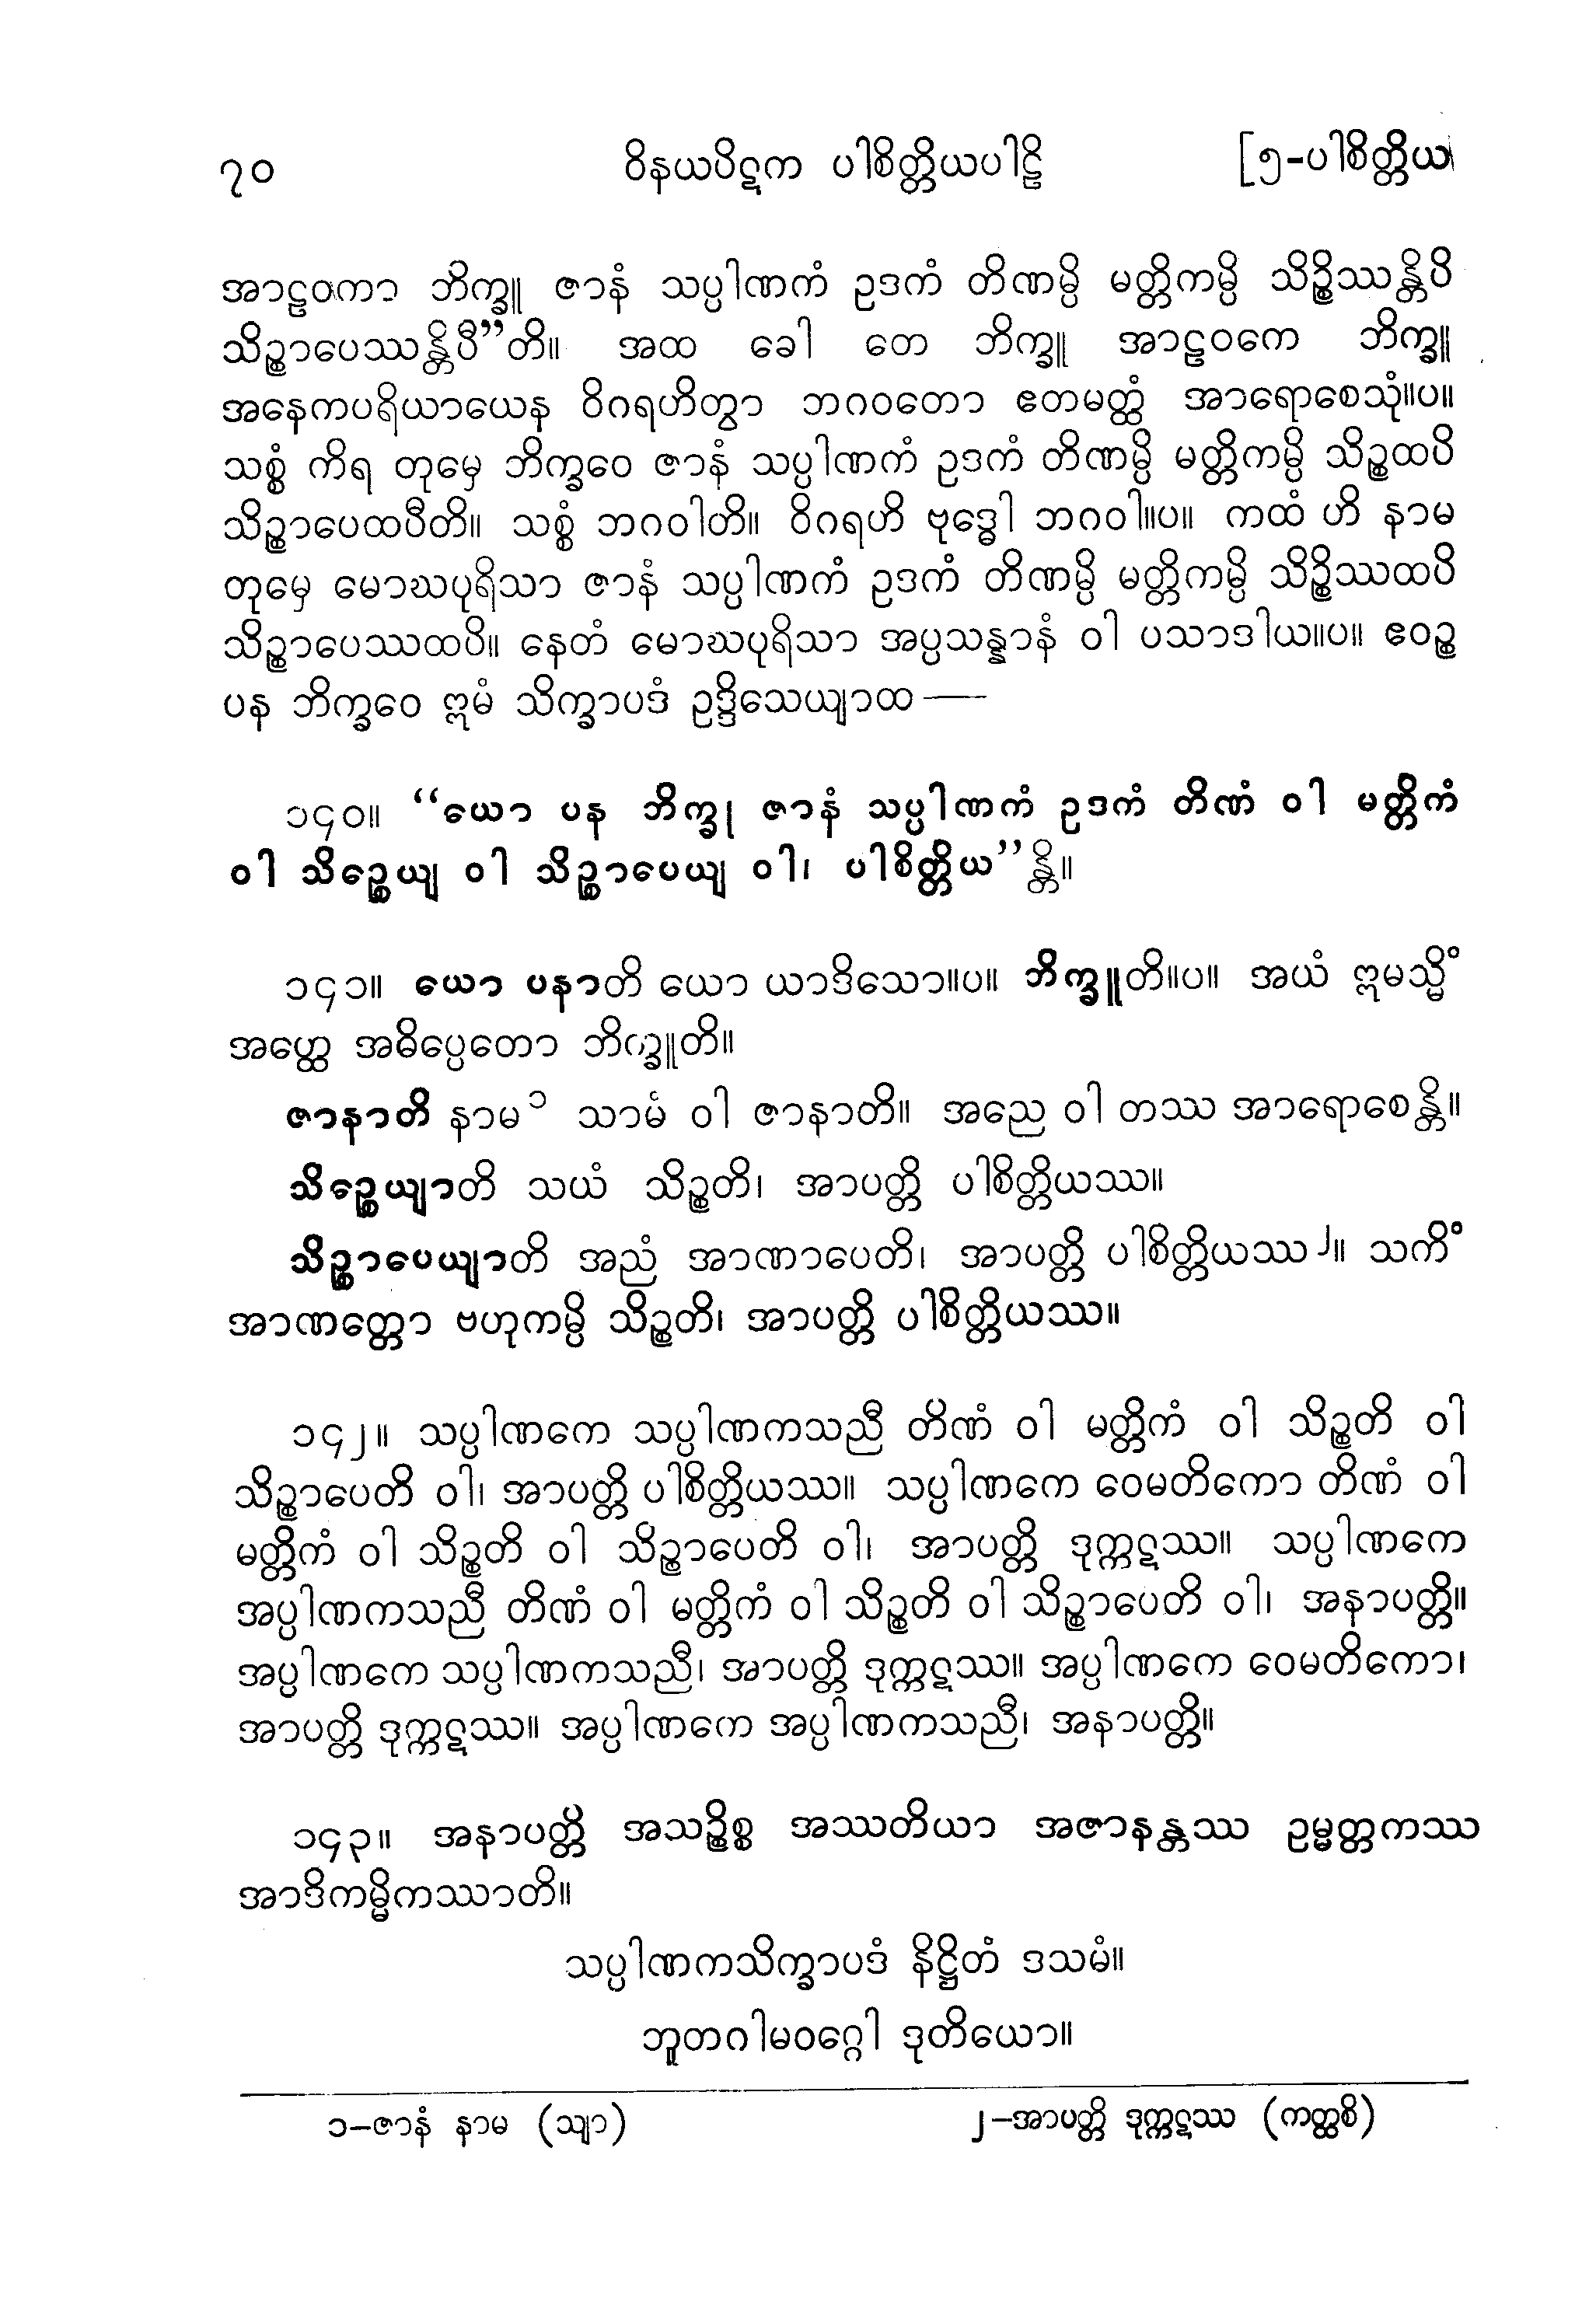 ၇၀ ဝိနယပိဋက ပါစိတ္တိယပါဠိ [၅-ပါစိတ္တိယ
အာဠဝကာ ဘိက္ခူ ဇာနံ သပ္ပါဏကံ ဥဒကံ တိဏမ္ပိ မတ္တိကမ္ပိ သိဉ္စိဿန္တိပိ
သိဉ္စာပေဿန္တိပီ”တိ။ အထ ခေါ တေ ဘိက္ခူ အာဠဝကေ ဘိက္ခူ
အနေကပရိယာယေန ဝိဂရဟိတွာ ဘဂဝတော ဧတမတ္ထံ အာရောစေသုံ။ပ။
သစ္စံ ကိရ တုမှေ ဘိက္ခဝေ ဇာနံ သပ္ပါဏကံ ဥဒကံ တိဏမ္ပိ မတ္တိကမ္ပိ သိဉ္စထပိ
သိဉ္စာပေထပီတိ။ သစ္စံ ဘဂဝါတိ။ ဝိဂရဟိ ဗုဒ္ဓေါ ဘဂဝါ။ပ။ ကထံ ဟိ နာမ
တုမှေ မောဃပုရိသာ ဇာနံ သပ္ပါဏကံ ဥဒကံ တိဏမ္ပိ မတ္တိကမ္ပိ သိဉ္စိဿထပိ
သိဉ္စာပေဿထပိ။ နေတံ မောဃပုရိသာ အပ္ပသန္နာနံ ဝါ ပသာဒါယ။ပ။ ဧဝဉ္စ
ပန ဘိက္ခဝေ ဣမံ သိက္ခာပဒံ ဥဒ္ဒိသေယျာထ —
၁၄၀။ “ယော ပန ဘိက္ခု ဇာနံ သပ္ပါဏကံ ဥဒကံ တိဏံ ဝါ မတ္တိကံ
ဝါ သိဉ္စေယျ ဝါ သိဉ္စာပေယျ ဝါ၊ ပါစိတ္တိယ”န္တိ။
၁၄၁။ ယော ပနာတိ ယော ယာဒိသော။ပ။ ဘိက္ခူတိ။ပ။ အယံ ဣမသ္မိံ
အတ္ထေ အဓိပ္ပေတော ဘိက္ခူတိ။
ဇာနာတိ နာမ၁ သာမံ ဝါ ဇာနာတိ။ အညေ ဝါ တဿ အာရောစေန္တိ။
သိဉ္စေယျာတိ သယံ သိဉ္စတိ၊ အာပတ္တိ ပါစိတ္တိယဿ။
သိဉ္စာပေယျာတိ အညံ အာဏာပေတိ၊ အာပတ္တိ ပါစိတ္တိယဿ၂။ သကိံ
အာဏတ္တော ဗဟုကမ္ပိ သိဉ္စတိ၊ အာပတ္တိ ပါစိတ္တိယဿ။
၁၄၂။ သပ္ပါဏကေ သပ္ပါဏကသညီ တိဏံ ဝါ မတ္တိကံ ဝါ သိဉ္စတိ ဝါ
သိဉ္စာပေတိ ဝါ၊ အာပတ္တိ ပါစိတ္တိယဿ။ သပ္ပါဏကေ ဝေမတိကော တိဏံ ဝါ
မတ္တိကံ ဝါ သိဉ္စတိ ဝါ သိဉ္စာပေတိ ဝါ၊ အာပတ္တိ ဒုက္ကဋဿ။ သပ္ပါဏကေ
အပ္ပါဏကသညီ တိဏံ ဝါ မတ္တိကံ ဝါ သိဉ္စတိ ဝါ သိဉ္စာပေတိ ဝါ၊ အနာပတ္တိ။
အပ္ပါဏကေ သပ္ပါဏကသညီ၊ အာပတ္တိ ဒုက္ကဋဿ။ အပ္ပါဏကေ ဝေမတိကော၊
အာပတ္တိ ဒုက္ကဋဿ။ အပ္ပါဏကေ အပ္ပါဏကသညီ၊ အနာပတ္တိ။
၁၄၃။ အနာပတ္တိ အသဉ္စိစ္စ အဿတိယာ အဇာနန္တဿ ဥမ္မတ္တကဿ
အာဒိကမ္မိကဿာတိ။
သပ္ပါဏကသိက္ခာပဒံ နိဋ္ဌိတံ ဒသမံ။
ဘူတဂါမဝဂ္ဂေါ ဒုတိယော။
၁-ဇာနံ နာမ (သျာ) ၂-အာပတ္တိ ဒုက္ကဋဿ (ကတ္ထစိ)